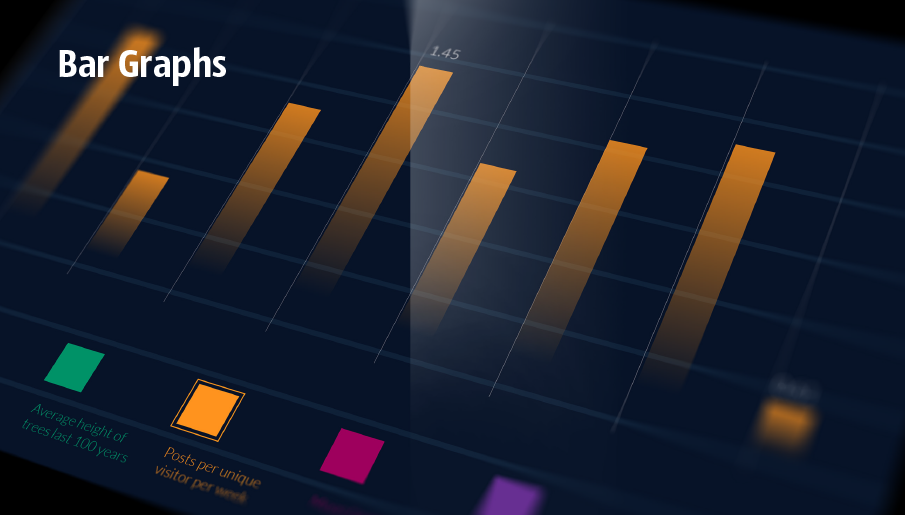 Bar Graphs
1.45
Average height of
trees last 100 years
Posts per unique
visitor per week